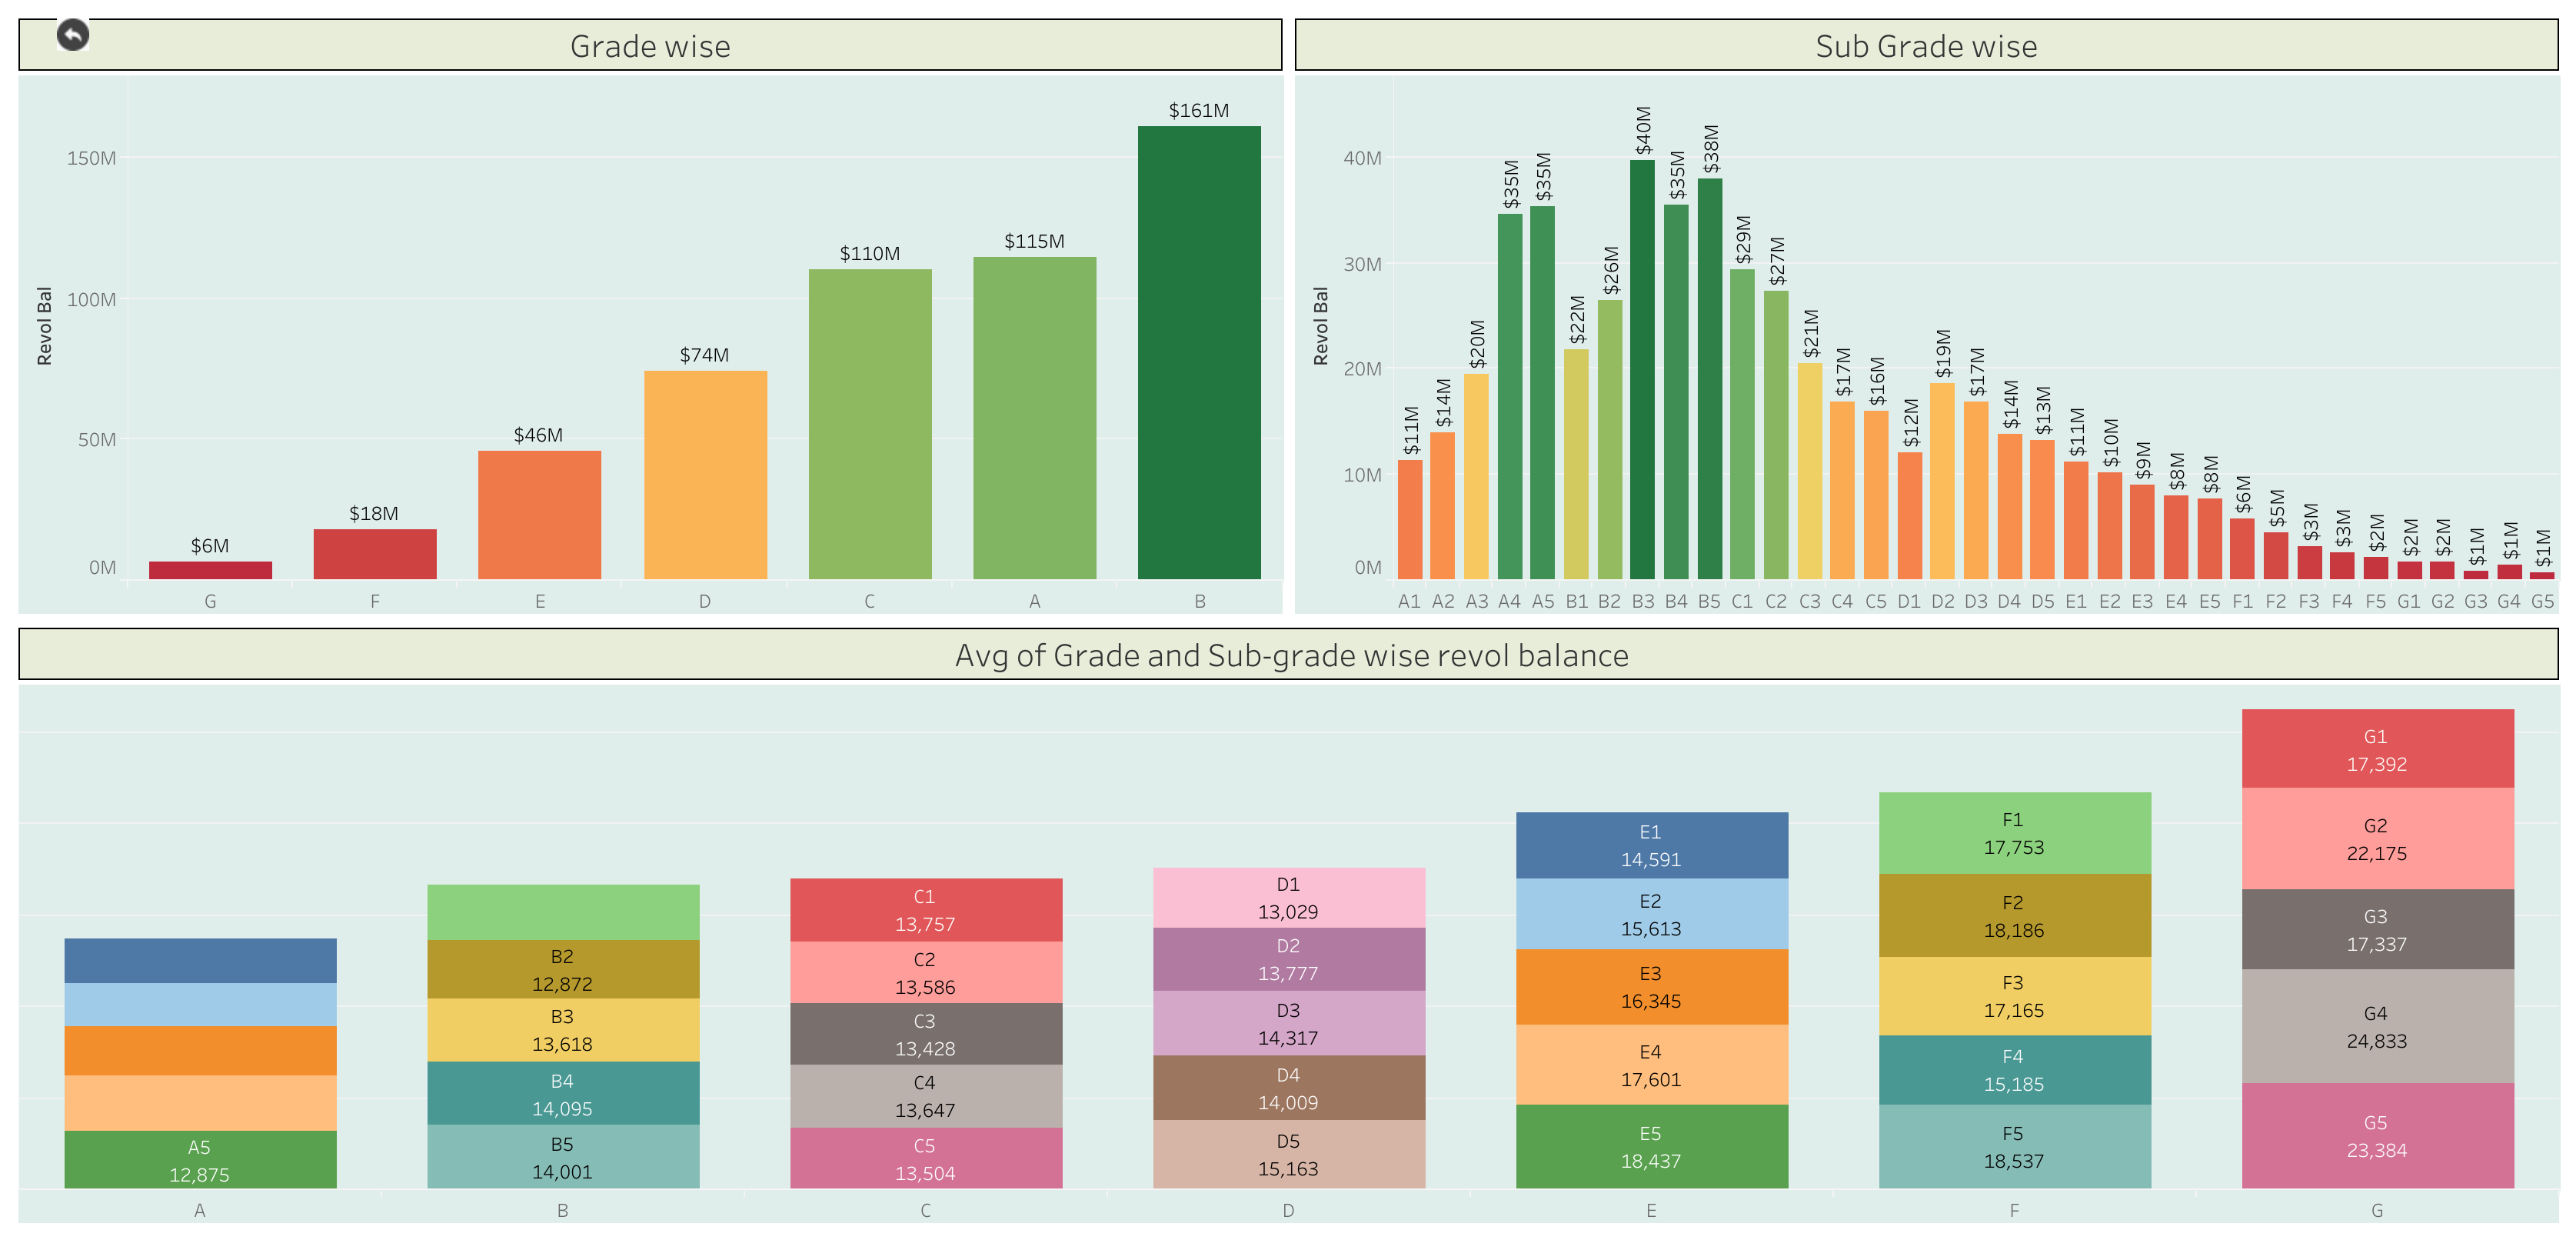 Grade wise
Sub Grade wise
Revol Bal
150M
100M
50M
0M
$6M
$18M
$46M
$74M
$110M
$115M
$161M
G F E D C A B
Revol Bal
40M
30M
20M
10M
0M
$11M $14M $20M $35M $35M $22M $26M $40M $35M $38M $29M $27M $21M $17M $16M $12M $19M $17M $14M $13M $11M $10M $9M $8M $8M $6M $5M $3M $3M $2M $2M $2M $1M $1M $1M
A1 A2 A3 A4 A5 B1 B2 B3 B4 B5 C1 C2 C3 C4 C5 D1 D2 D3 D4 D5 E1 E2 E3 E4 E5 F1 F2 F3 F4 F5 G1 G2 G3 G4 G5
Avg of Grade and Sub-grade wise revol balance
A5
12,875
B2
12,872
B3
13,618
B4
14,095
B5
14,001
C1
13,757
C2
13,586
C3
13,428
C4
13,647
C5
13,504
D1
13,029
D2
13,777
D3
14,317
D4
14,009
D5
15,163
E1
14,591
E2
15,613
E3
16,345
E4
17,601
E5
18,437
F1
17,753
F2
18,186
F3
17,165
F4
15,185
F5
18,537
G1
17,392
G2
22,175
G3
17,337
G4
24,833
G5
23,384
A B C D E F G